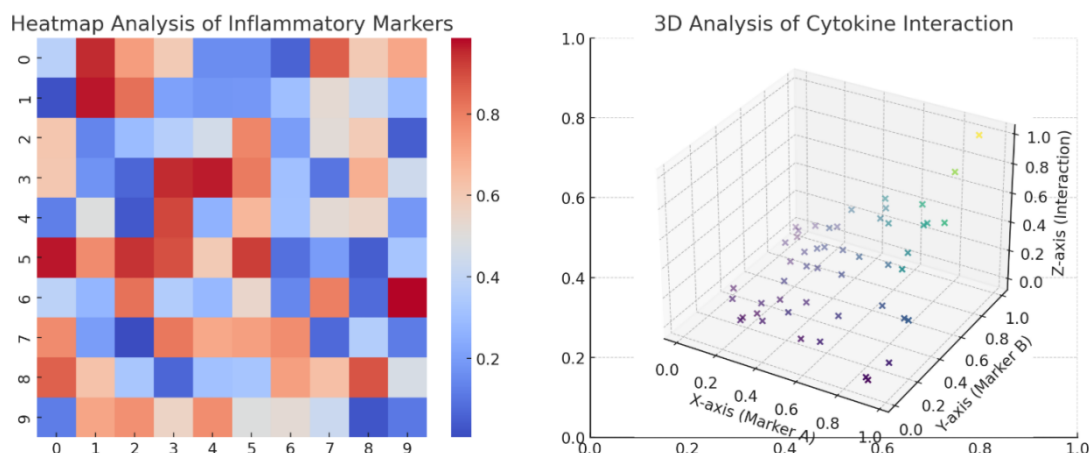 Heatmap Analysis of Inflammatory Markers
0
1
2
3
4
5
6
7
8
9
0 1 2 3 4 5 6 7 8 9
0.8
0.6
0.4
0.2
3D Analysis of Cytokine Interaction
1.0
0.8
0.6
0.4
0.2
0.0
0.0 0.2 0.4 0.6 0.8 1.0
0.0 0.2 0.4 0.6 0.8 1.0
X-axis (Marker A)
0.0 0.2 0.4 0.6 0.8 1.0
Y-axis (Marker B)
1.0
0.8
0.6
0.4
0.2
0.0
Z-axis (Interaction)